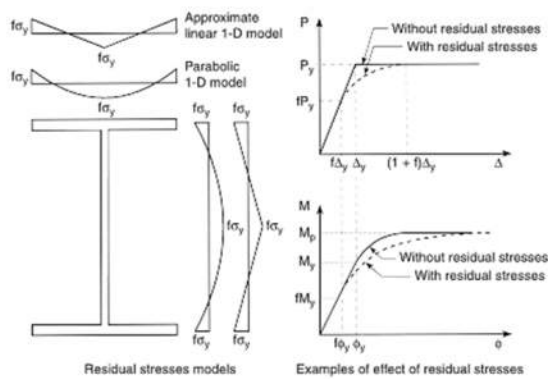 fσy
Approximate
linear 1-D model
fσy
fσy
Parabolic
1-D model
fσy
fσy
fσy
fσy
fσy
fσy
fσy
Residual stresses models
P
Without residual stresses
With residual stresses
Py
fPy
fΔy
Δy
(1 + f)Δy
Δ
M
Mp
My
Without residual stresses
With residual stresses
fMy
fϕy
ϕy
ϕ
Examples of effect of residual stresses